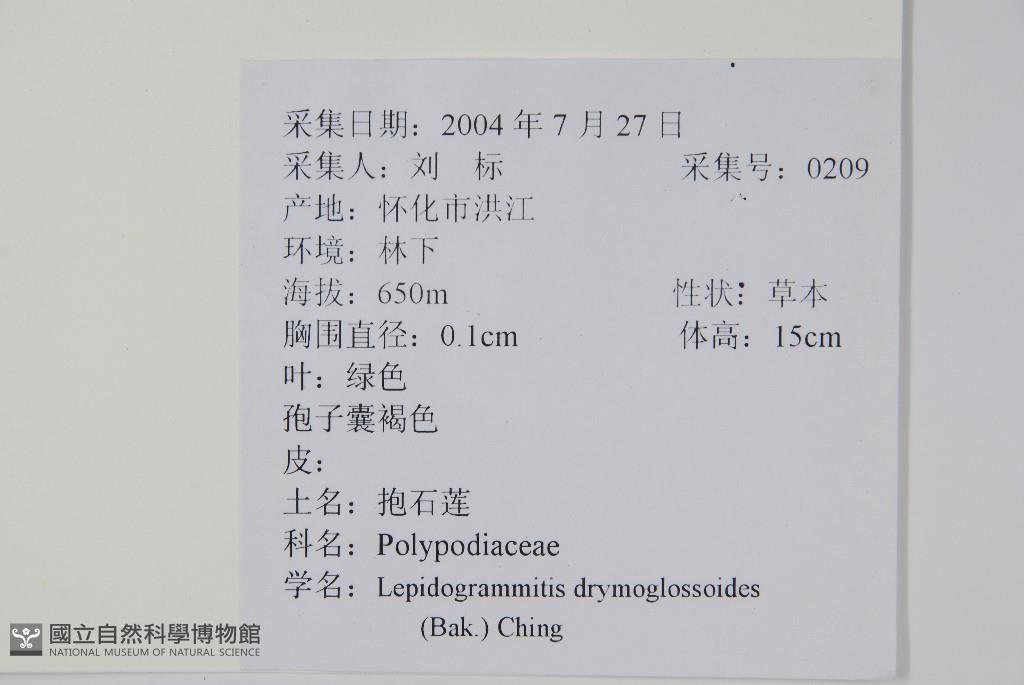 采集日期：2004 年 7 月 27 日
采集人：刘　标　采集号：0209
产地：怀化市洪江
环境：林下
海拔：650m　性状：草本
胸围直径：0.1cm　体高：15cm
叶：绿色
孢子囊褐色
皮：
土名：抱石莲
科名：Polypodiaceae
学名：Lepidogrammitis drymoglossoides
(Bak.) Ching
國立自然科學博物館
NATIONAL MUSEUM OF NATURAL SCIENCE